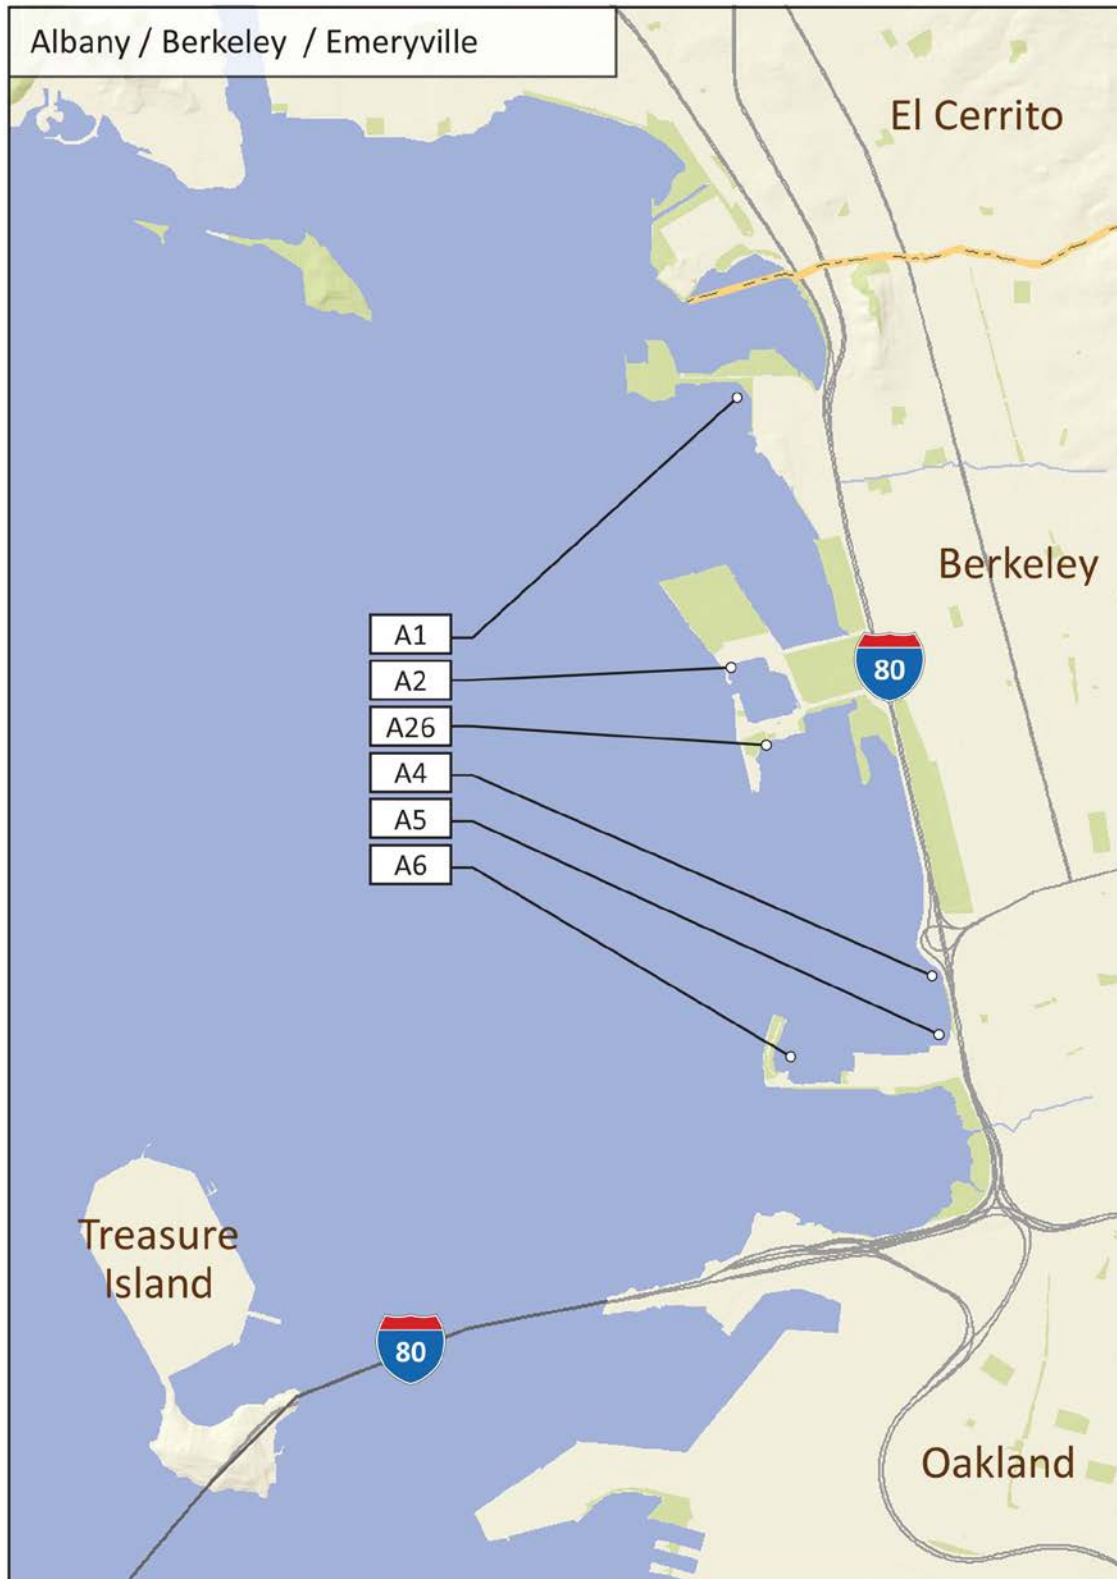 Albany / Berkeley / Emeryville
El Cerrito
Berkeley
A1
A2
80
A26
A4
A5
A6
Treasure
Island
80
Oakland